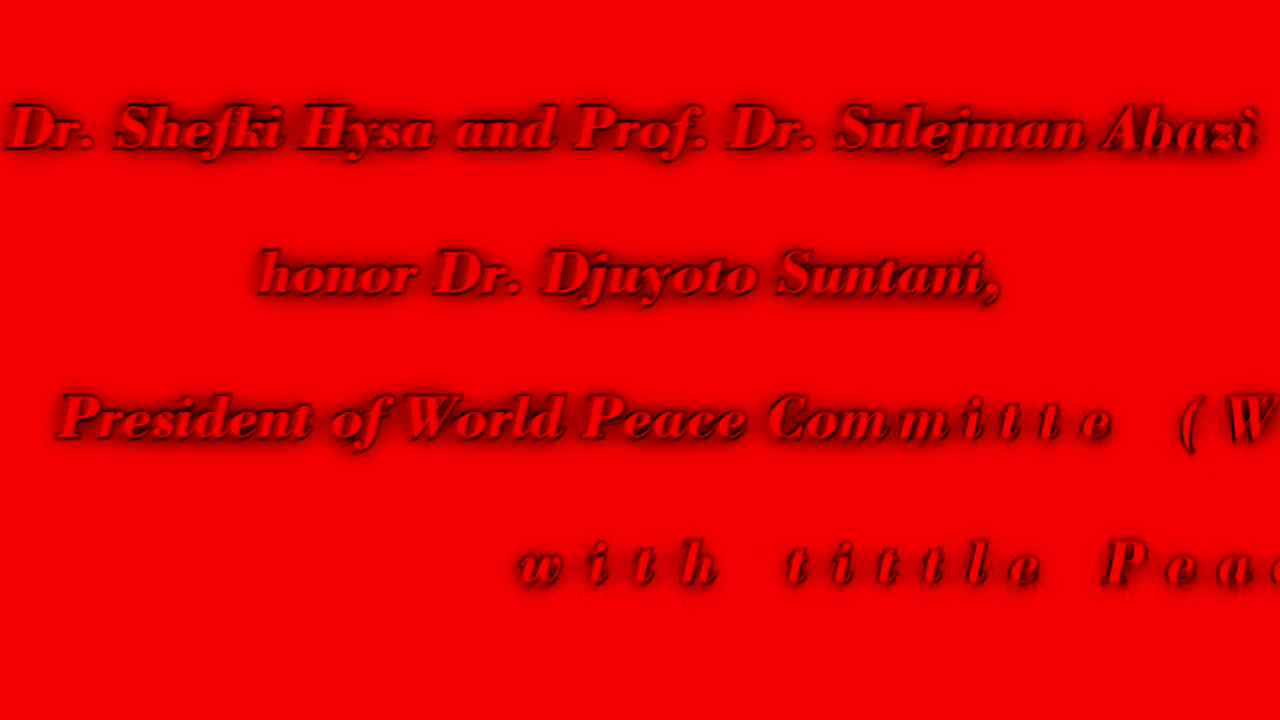 Dr. Shefki Hysa and Prof. Dr. Sulejman Abazi
honor Dr. Djuyoto Suntani,
President of World Peace Committe ( W
with tittle Pea